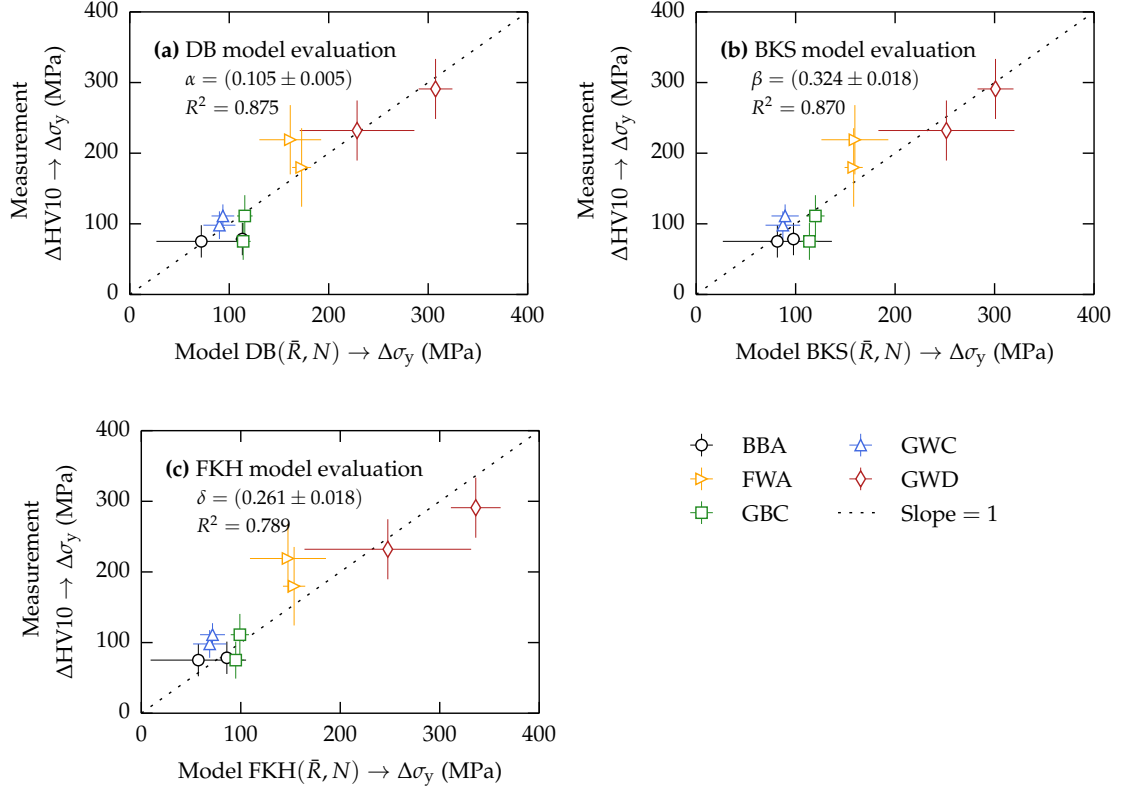 (a) DB model evaluation
α = (0.105 ± 0.005)
R² = 0.875
Measurement
ΔHV10 → Δσy (MPa)
400
300
200
100
0
0 100 200 300 400
Model DB(R̄, N) → Δσy (MPa)
(b) BKS model evaluation
β = (0.324 ± 0.018)
R² = 0.870
Measurement
ΔHV10 → Δσy (MPa)
400
300
200
100
0
0 100 200 300 400
Model BKS(R̄, N) → Δσy (MPa)
(c) FKH model evaluation
δ = (0.261 ± 0.018)
R² = 0.789
Measurement
ΔHV10 → Δσy (MPa)
400
300
200
100
0
0 100 200 300 400
Model FKH(R̄, N) → Δσy (MPa)
BBA
FWA
GBC
GWC
GWD
Slope = 1